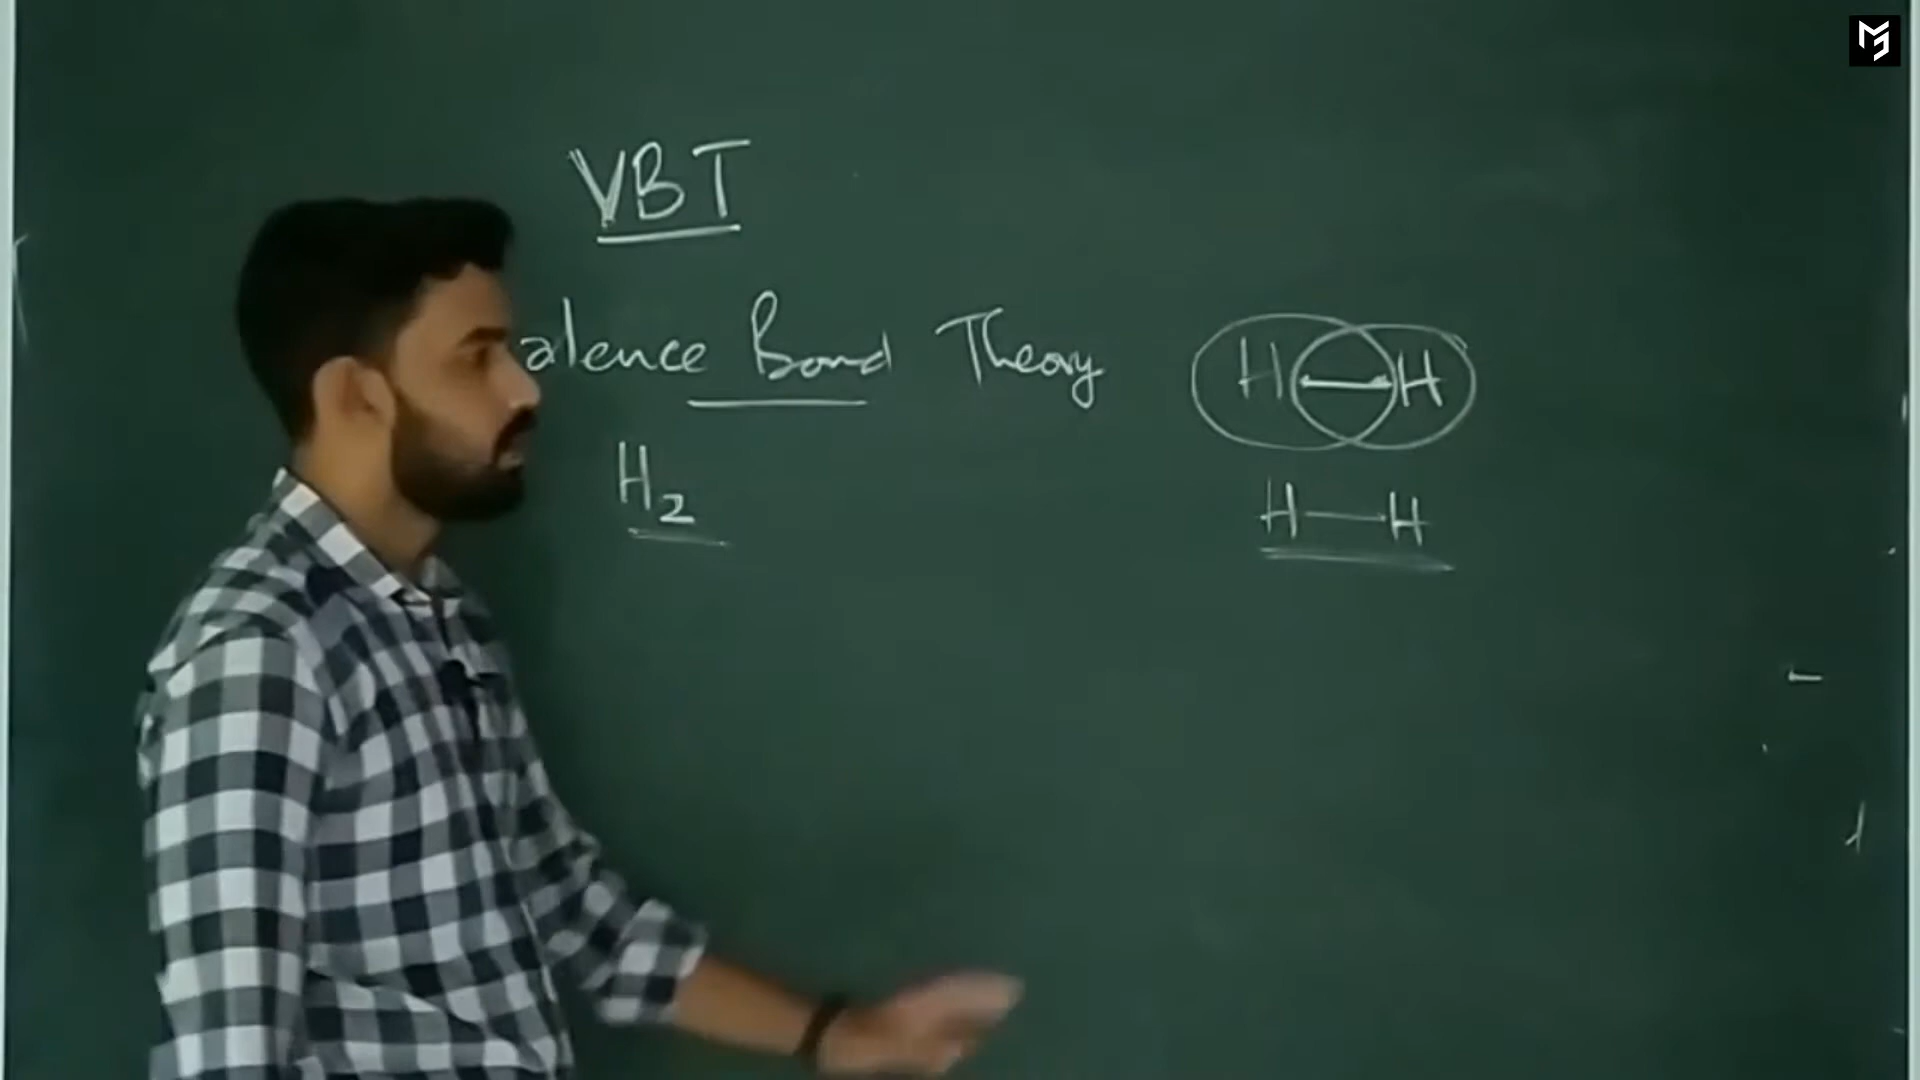 VBT
alence Bond Theory
H H
H2
H—H